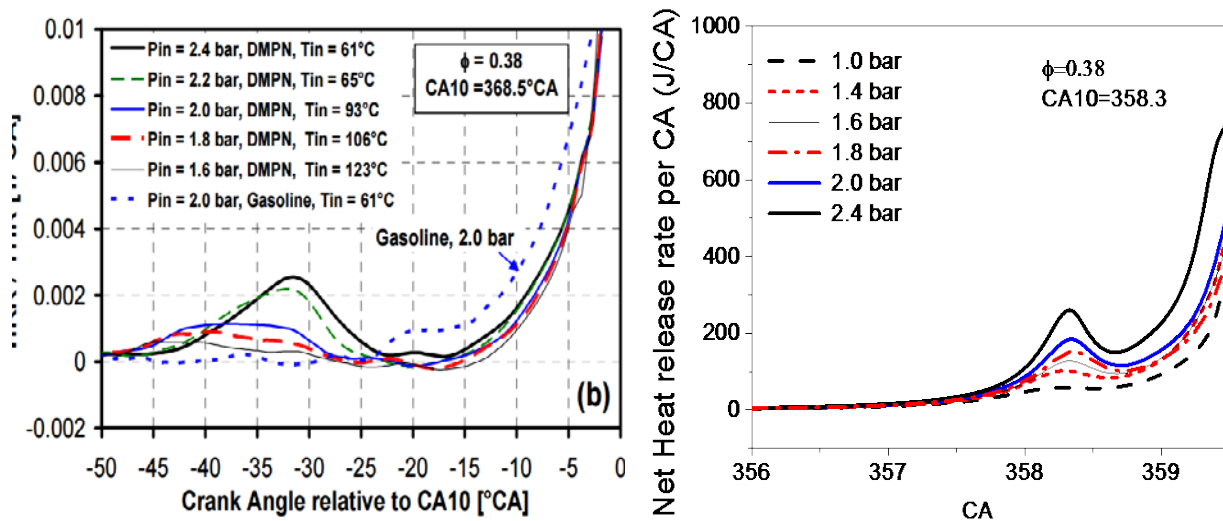 0.01
0.008
0.006
0.004
0.002
0
-0.002
Pin = 2.4 bar, DMPN, Tin = 61°C
Pin = 2.2 bar, DMPN, Tin = 65°C
Pin = 2.0 bar, DMPN, Tin = 93°C
Pin = 1.8 bar, DMPN, Tin = 106°C
Pin = 1.6 bar, DMPN, Tin = 123°C
Pin = 2.0 bar, Gasoline, Tin = 61°C
ϕ = 0.38
CA10 =368.5°CA
Gasoline, 2.0 bar
(b)
-50 -45 -40 -35 -30 -25 -20 -15 -10 -5 0
Crank Angle relative to CA10 [°CA]
Net Heat release rate per CA (J/CA)
1000
800
600
400
200
0
1.0 bar
1.4 bar
1.6 bar
1.8 bar
2.0 bar
2.4 bar
ϕ=0.38
CA10=358.3
356 357 358 359
CA